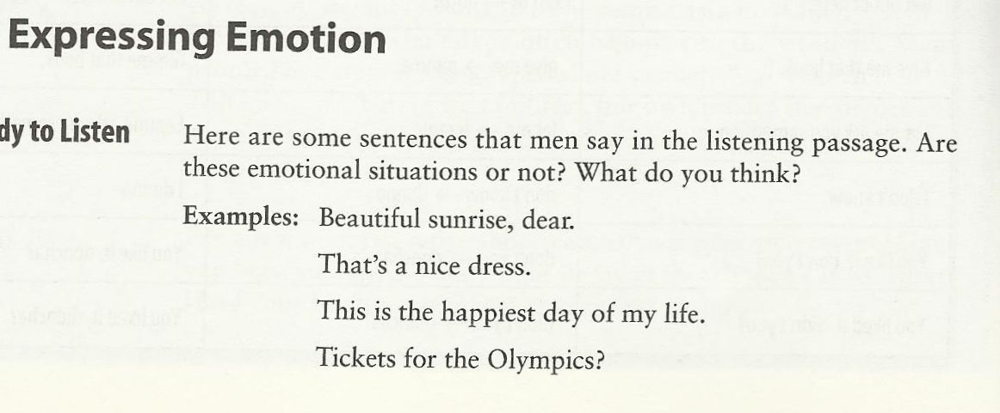 Expressing Emotion
dy to Listen
Here are some sentences that men say in the listening passage. Are
these emotional situations or not? What do you think?
Examples: Beautiful sunrise, dear.
That's a nice dress.
This is the happiest day of my life.
Tickets for the Olympics?